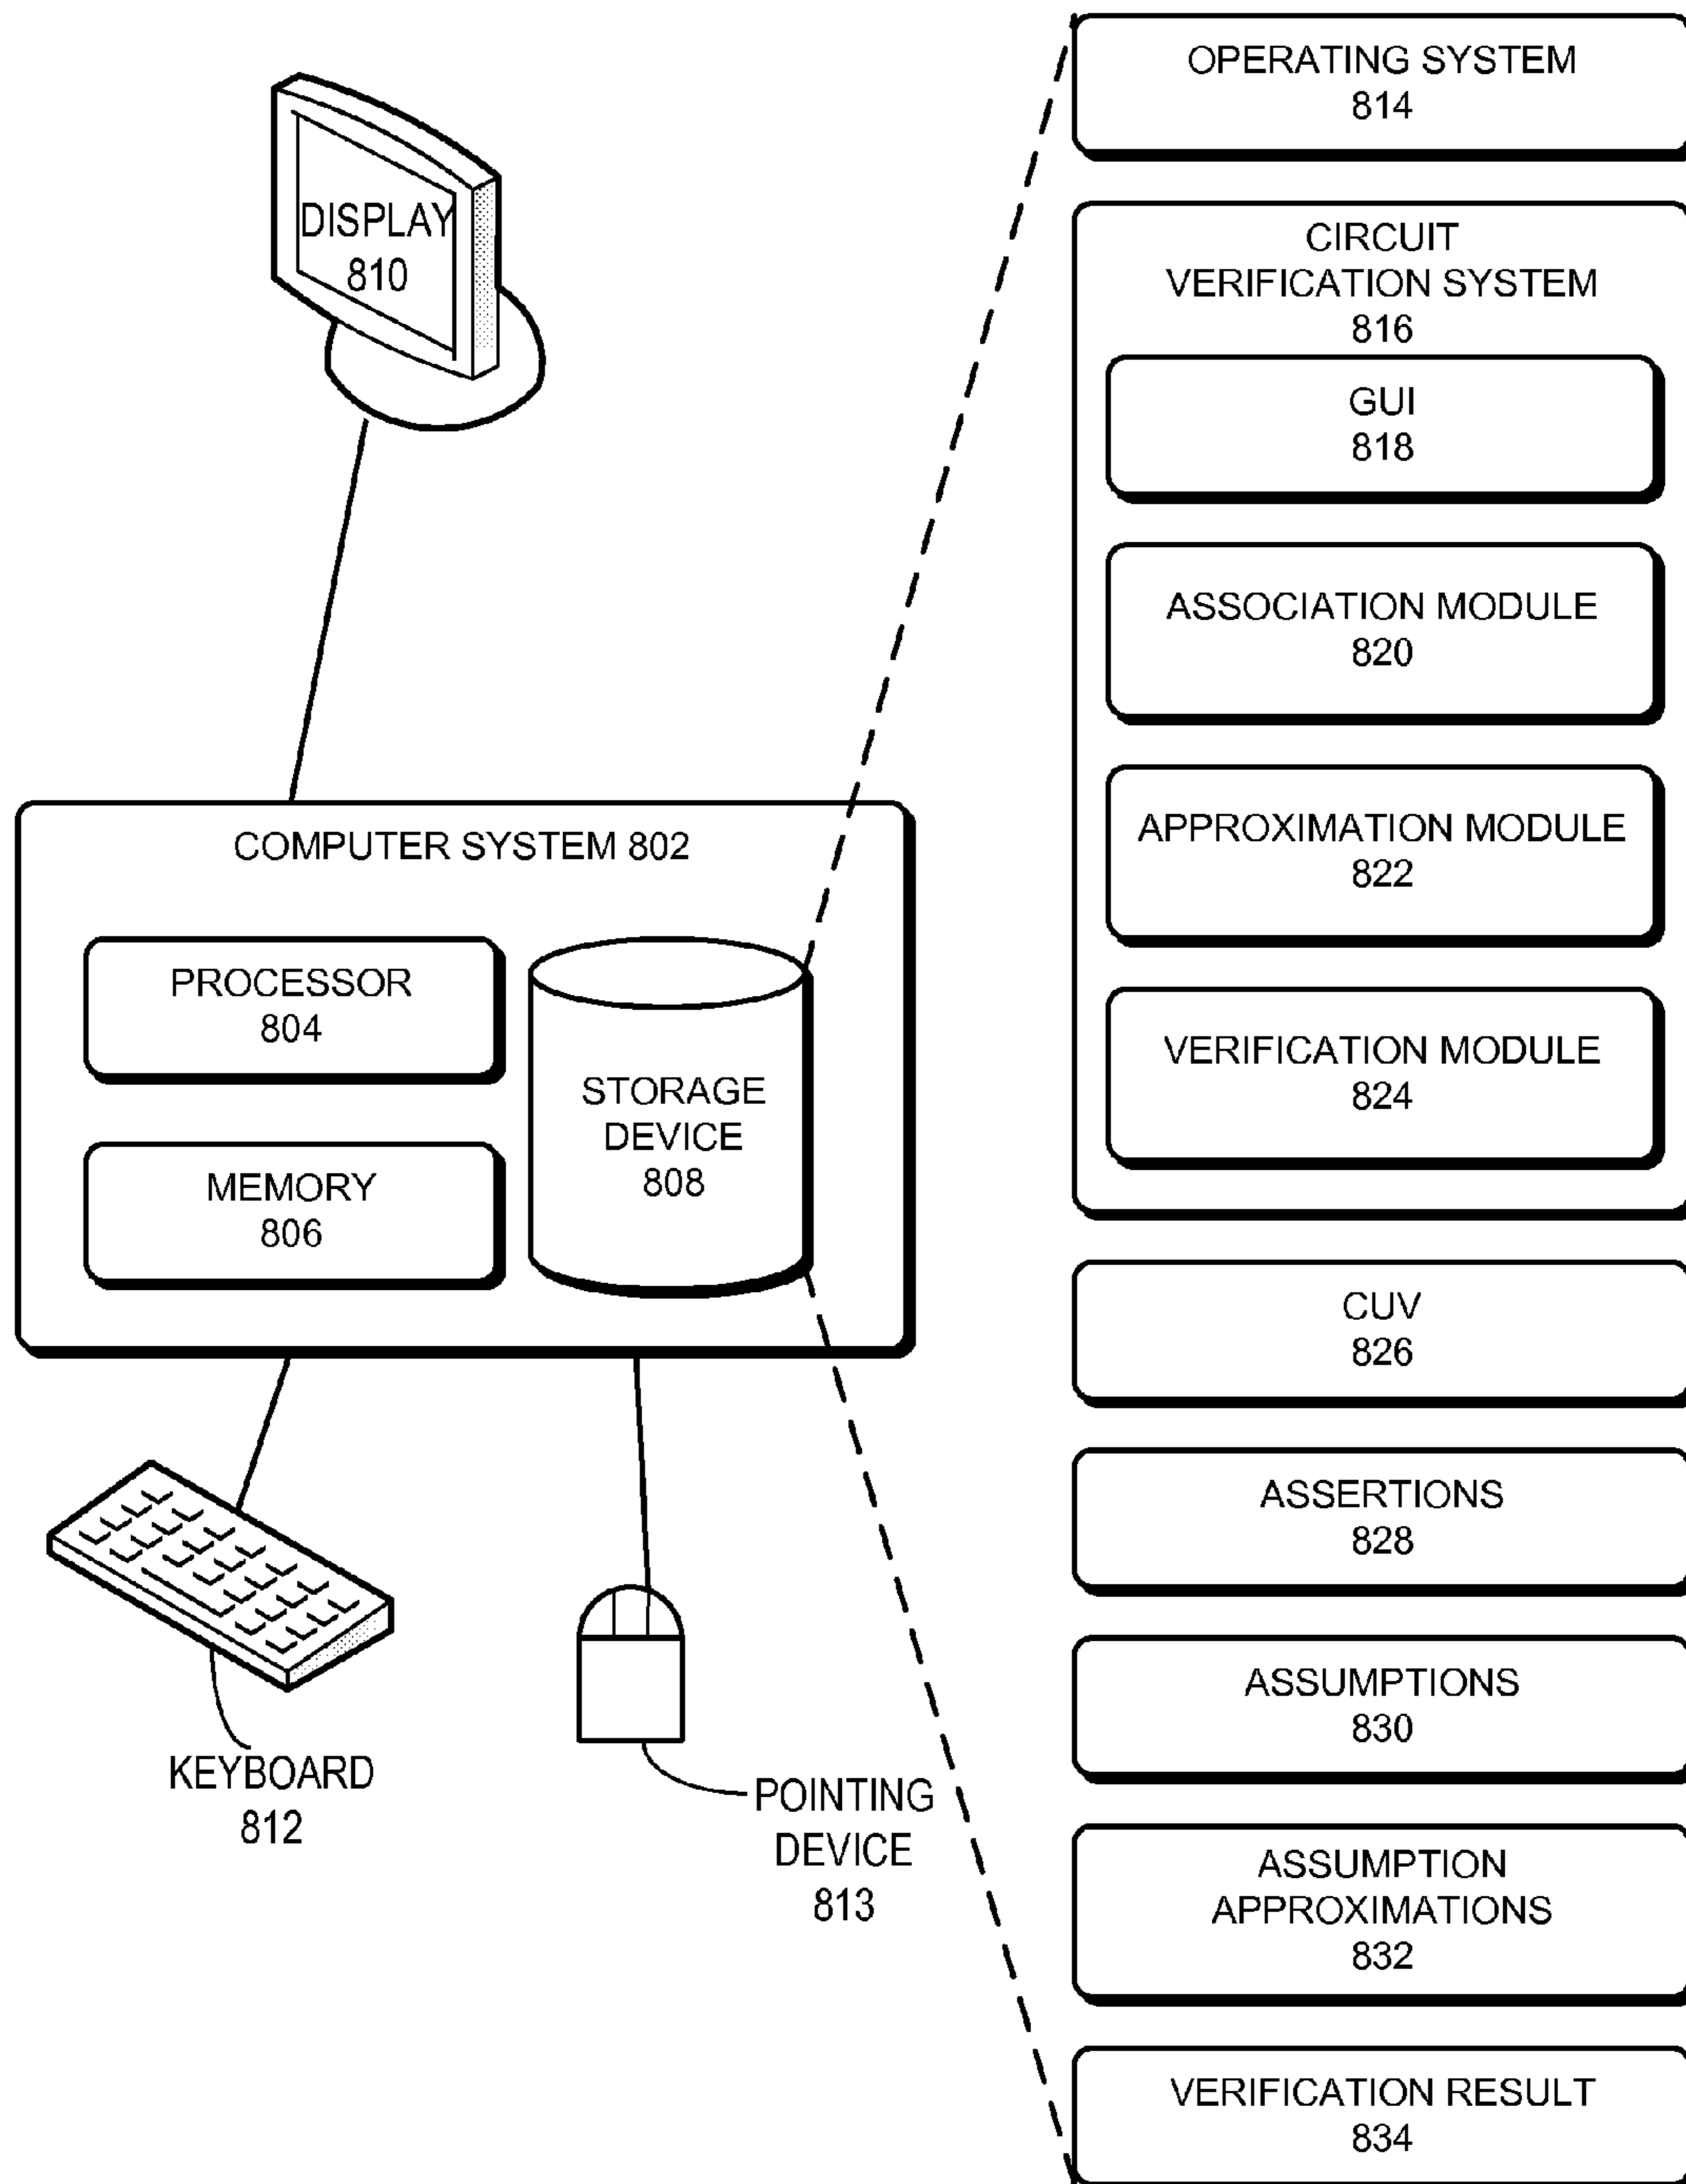 DISPLAY
810
COMPUTER SYSTEM 802
PROCESSOR
804
MEMORY
806
STORAGE
DEVICE
808
KEYBOARD
812
POINTING
DEVICE
813
OPERATING SYSTEM
814
CIRCUIT
VERIFICATION SYSTEM
816
GUI
818
ASSOCIATION MODULE
820
APPROXIMATION MODULE
822
VERIFICATION MODULE
824
CUV
826
ASSERTIONS
828
ASSUMPTIONS
830
ASSUMPTION
APPROXIMATIONS
832
VERIFICATION RESULT
834